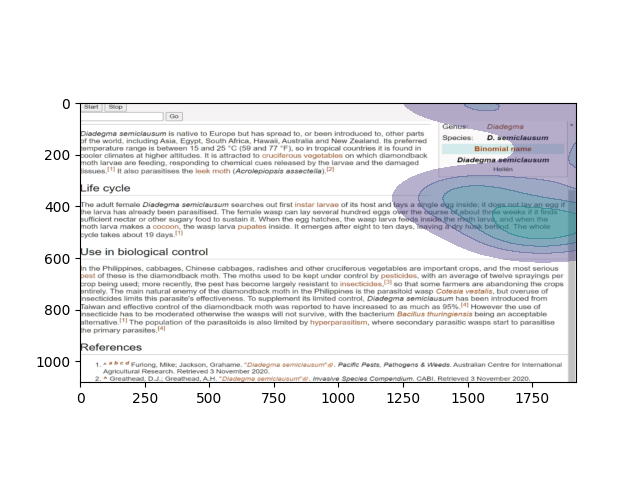 Start Stop
Go
Diadegma semiclausum is native to Europe but has spread to, or been introduced to, other parts
of the world, including Asia, Egypt, South Africa, Hawaii, Australia and New Zealand. Its preferred
temperature range is between 15 and 25 °C (59 and 77 °F), so in tropical countries it is found in
cooler climates at higher altitudes. It is attracted to cruciferous vegetables on which diamondback
moth larvae are feeding, responding to chemical cues released by the larvae and the damaged
issues.[1] It also parasitises the leek moth (Acrolepiopsis assectella).[2]
Genus: Diadegma
Species: D. semiclausum
Binomial name
Diadegma semiclausum
Hellén
Life cycle
The adult female Diadegma semiclausum searches out first instar larvae of its host and lays a single egg inside; it does not lay an egg if
the larva has already been parasitised. The female wasp can lay several hundred eggs over the course of about three weeks if it finds
sufficient nectar or other sugary food to sustain it. When the egg hatches, the wasp larva feeds inside the moth larva, and when the
moth larva makes a cocoon, the wasp larva pupates inside. It emerges after eight to ten days, leaving a dry husk behind. The whole
cycle takes about 19 days.[1]
Use in biological control
In the Philippines, cabbages, Chinese cabbages, radishes and other cruciferous vegetables are important crops, and the most serious
pest of these is the diamondback moth. The moths used to be kept under control by pesticides, with an average of twelve sprayings per
crop being used; more recently, the pest has become largely resistant to insecticides,[3] so that some farmers are abandoning the crops
entirely. The main natural enemy of the diamondback moth in the Philippines is the parasitoid wasp Cotesia vestalis, but overuse of
insecticides limits this parasite's effectiveness. To supplement its limited control, Diadegma semiclausum has been introduced from
Taiwan and effective control of the diamondback moth was reported to have increased to as much as 95%.[4] However the use of
insecticide has to be moderated otherwise the wasps will not survive, with the bacterium Bacillus thuringiensis being an acceptable
alternative.[1] The population of the parasitoids is also limited by hyperparasitism, where secondary parasitic wasps start to parasitise
the primary parasites.[4]
References
1. ^ a b c d Furlong, Mike; Jackson, Grahame. "Diadegma semiclausum". Pacific Pests, Pathogens & Weeds. Australian Centre for International
Agricultural Research. Retrieved 3 November 2020.
2. ^ Greathead, D.J.; Greathead, A.H. "Diadegma semiclausum". Invasive Species Compendium. CABI. Retrieved 3 November 2020.
0
200
400
600
800
1000
0 250 500 750 1000 1250 1500 1750